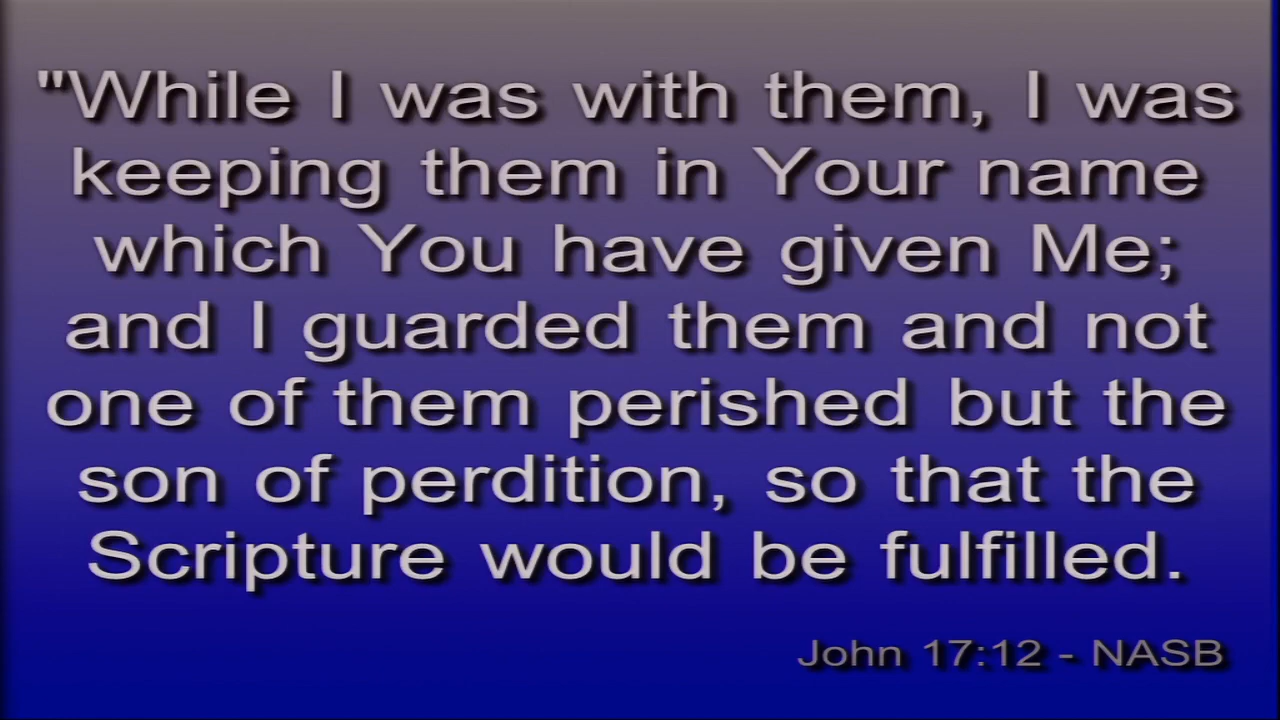 "While I was with them, I was
keeping them in Your name
which You have given Me;
and I guarded them and not
one of them perished but the
son of perdition, so that the
Scripture would be fulfilled.
John 17:12 - NASB